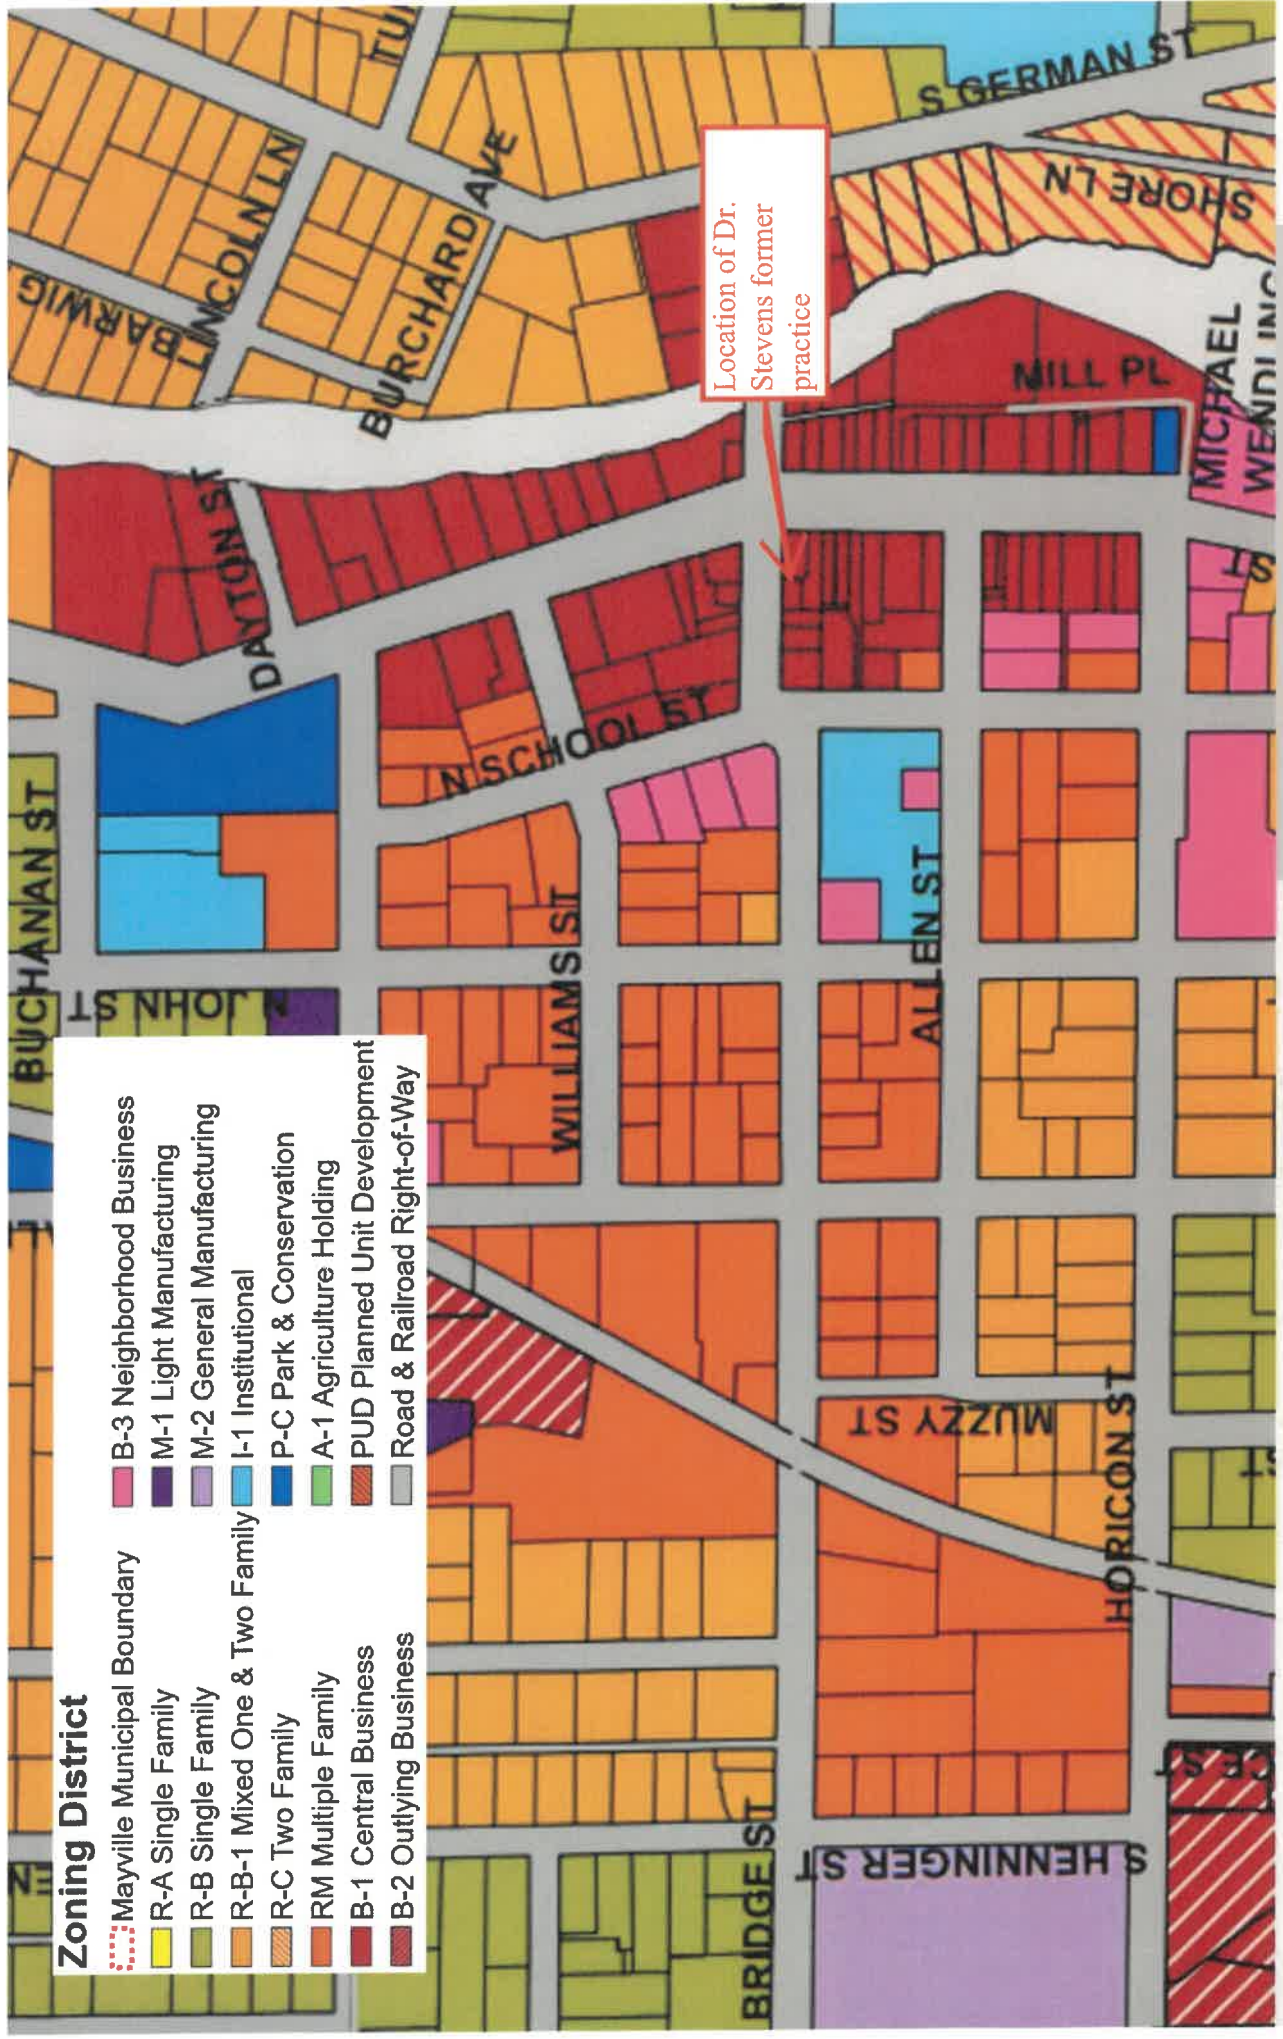 Zoning District
Mayville Municipal Boundary
R-A Single Family
R-B Single Family
R-B-1 Mixed One & Two Family
R-C Two Family
RM Multiple Family
B-1 Central Business
B-2 Outlying Business
B-3 Neighborhood Business
M-1 Light Manufacturing
M-2 General Manufacturing
I-1 Institutional
P-C Park & Conservation
A-1 Agriculture Holding
PUD Planned Unit Development
Road & Railroad Right-of-Way
Location of Dr.
Stevens former
practice
BUCHANAN ST
N JOHN ST
DAYTON ST
BARWIG
LINCOLN LN
BURCHARD AVE
TU
N SCHOOL ST
WILLIAMS ST
S GERMAN ST
SHORE LN
MILL PL
MICHAEL
WENDLING
ST
ALLEN ST
BRIDGE ST
MUZZY ST
HORICON ST
S HENNINGER ST
ST